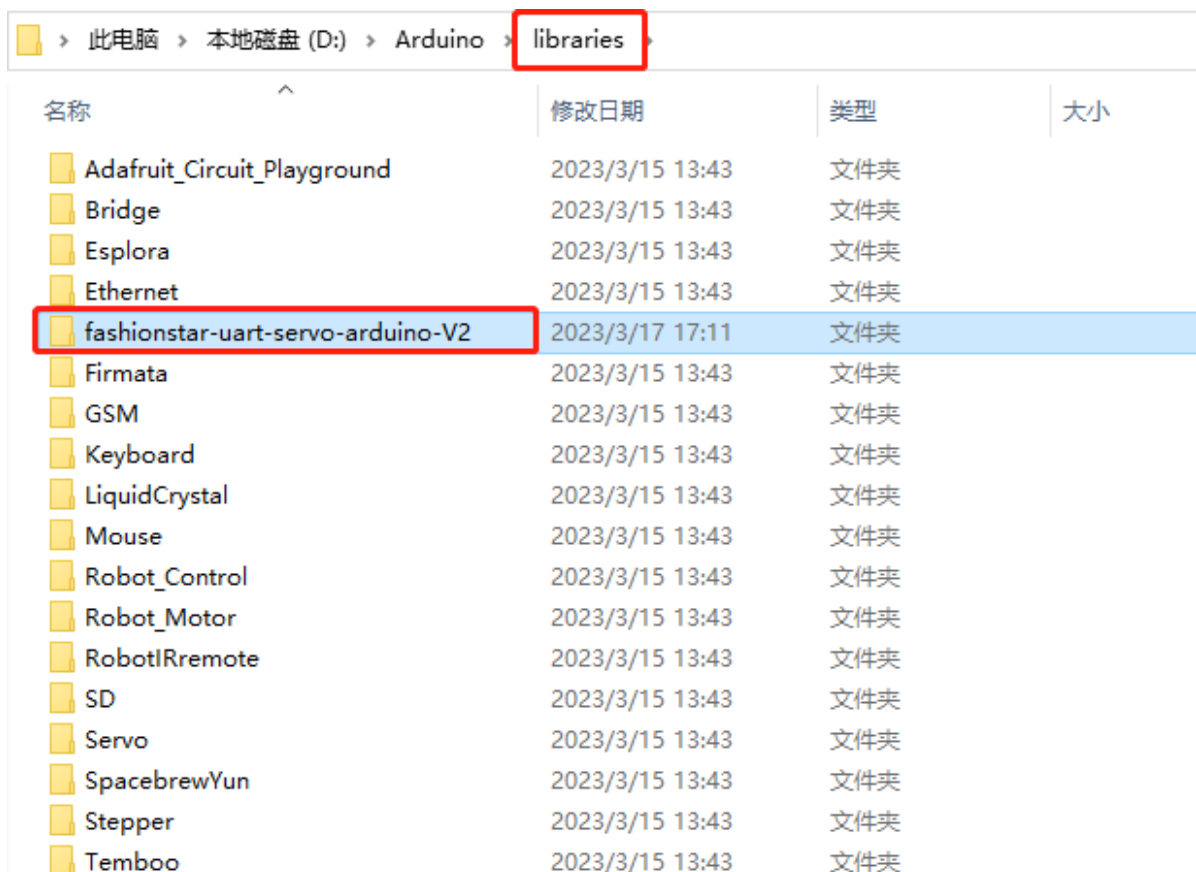 此电脑 > 本地磁盘 (D:) > Arduino > libraries >
名称 修改日期 类型 大小
Adafruit_Circuit_Playground 2023/3/15 13:43 文件夹
Bridge 2023/3/15 13:43 文件夹
Esplora 2023/3/15 13:43 文件夹
Ethernet 2023/3/15 13:43 文件夹
fashionstar-uart-servo-arduino-V2 2023/3/17 17:11 文件夹
Firmata 2023/3/15 13:43 文件夹
GSM 2023/3/15 13:43 文件夹
Keyboard 2023/3/15 13:43 文件夹
LiquidCrystal 2023/3/15 13:43 文件夹
Mouse 2023/3/15 13:43 文件夹
Robot_Control 2023/3/15 13:43 文件夹
Robot_Motor 2023/3/15 13:43 文件夹
RobotIRremote 2023/3/15 13:43 文件夹
SD 2023/3/15 13:43 文件夹
Servo 2023/3/15 13:43 文件夹
SpacebrewYun 2023/3/15 13:43 文件夹
Stepper 2023/3/15 13:43 文件夹
Temboo 2023/3/15 13:43 文件夹